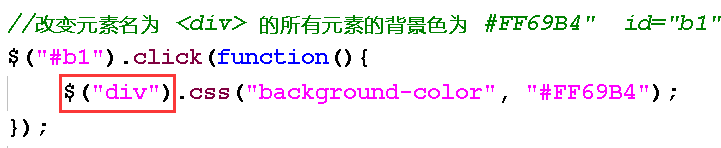 //改变元素名为 <div> 的所有元素的背景色为 #FF69B4"  id="b1"
$("#b1").click(function(){
    $("div").css("background-color", "#FF69B4");
});